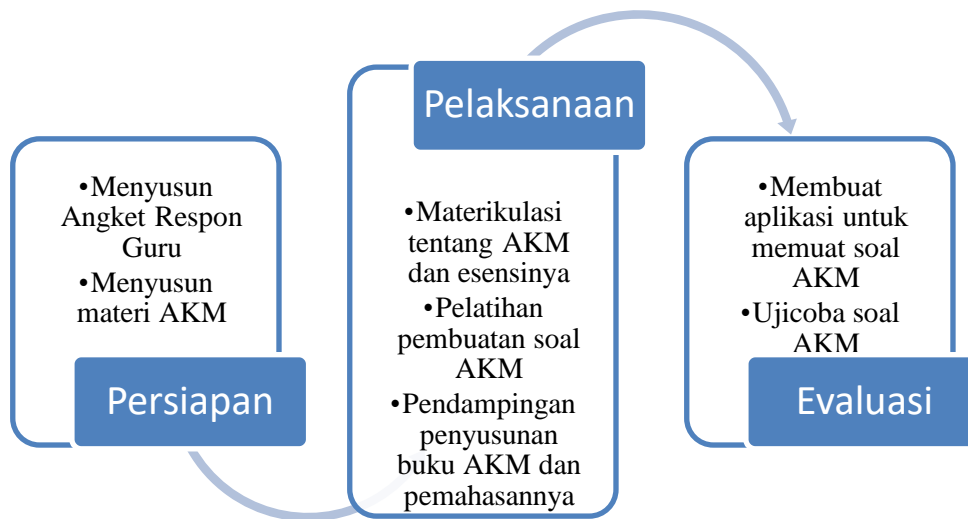 •Menyusun
Angket Respon
Guru
•Menyusun
materi AKM
Persiapan
Pelaksanaan
•Materikulasi
tentang AKM
dan esensinya
•Pelatihan
pembuatan soal
AKM
•Pendampingan
penyusunan
buku AKM dan
pemahasannya
•Membuat
aplikasi untuk
memuat soal
AKM
•Ujicoba soal
AKM
Evaluasi